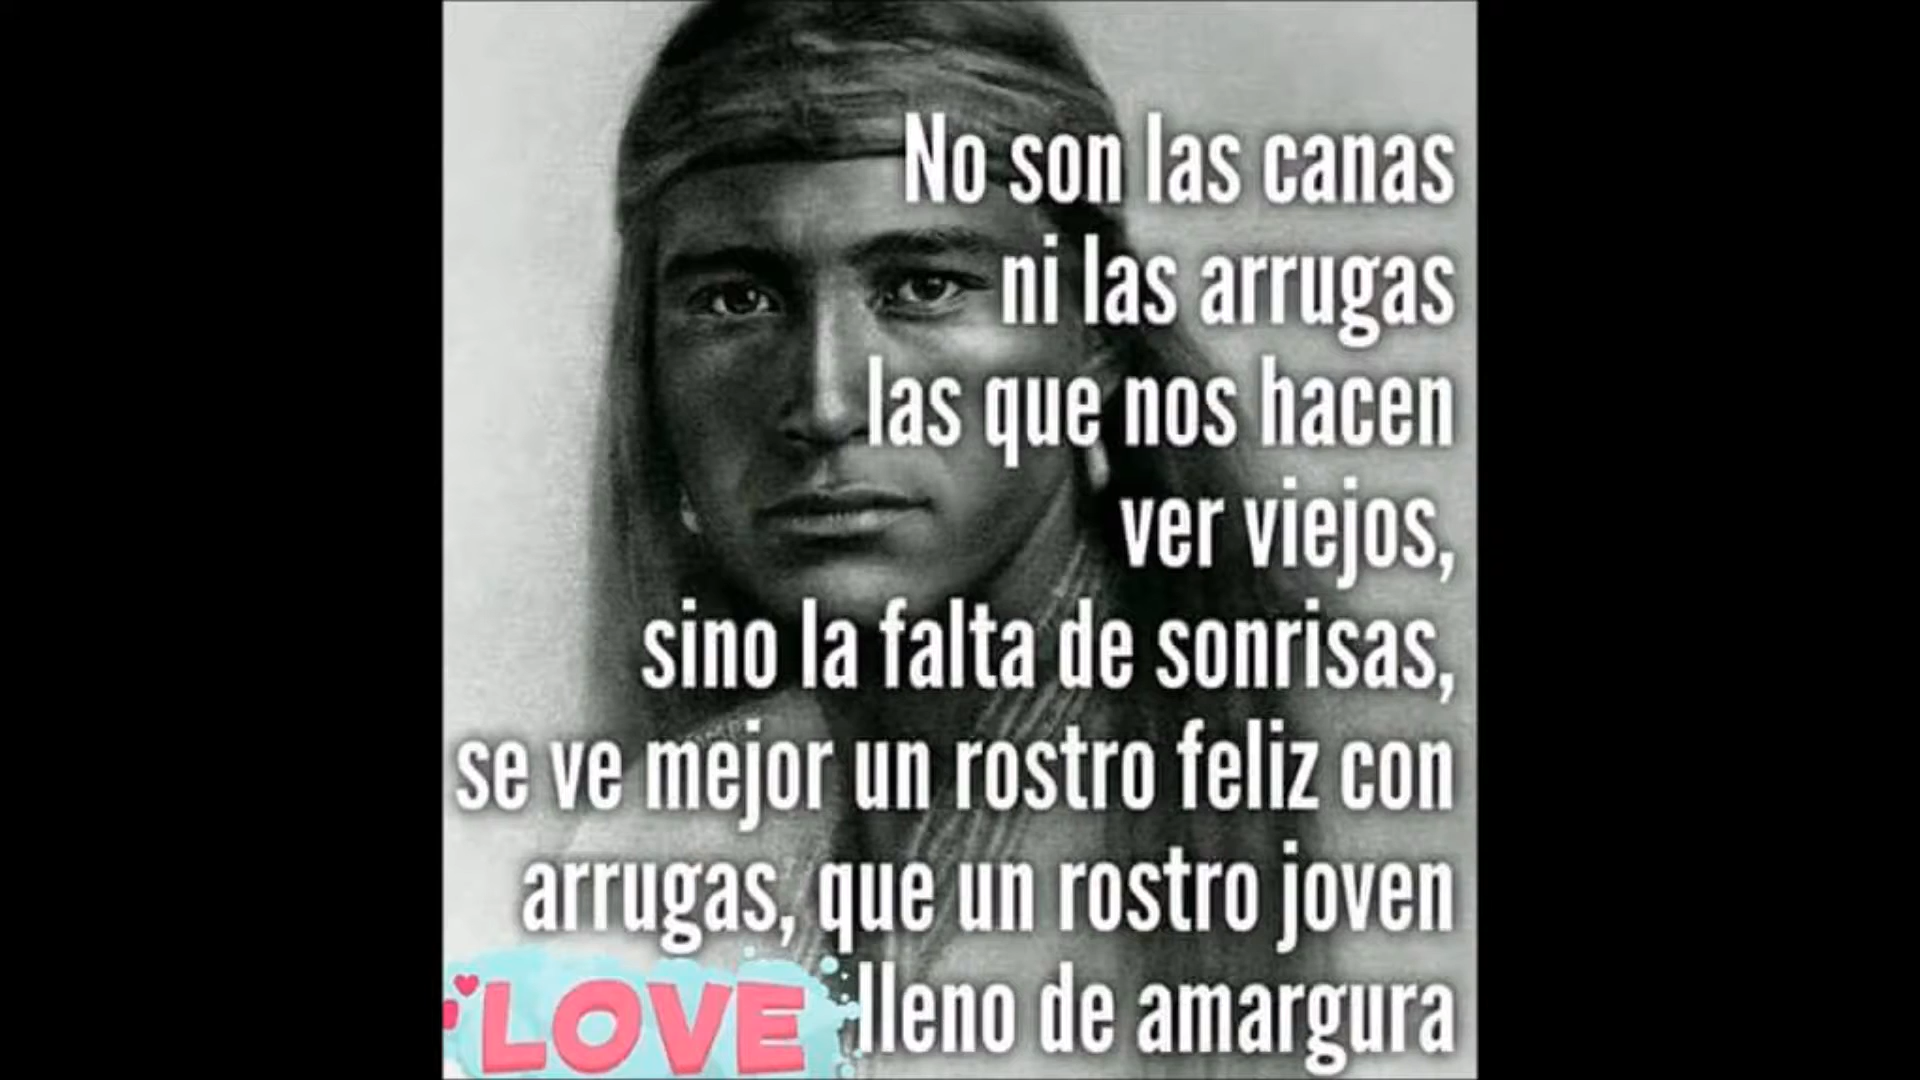 No son las canas
ni las arrugas
las que nos hacen
ver viejos,
sino la falta de sonrisas,
se ve mejor un rostro feliz con
arrugas, que un rostro joven
lleno de amargura
LOVE